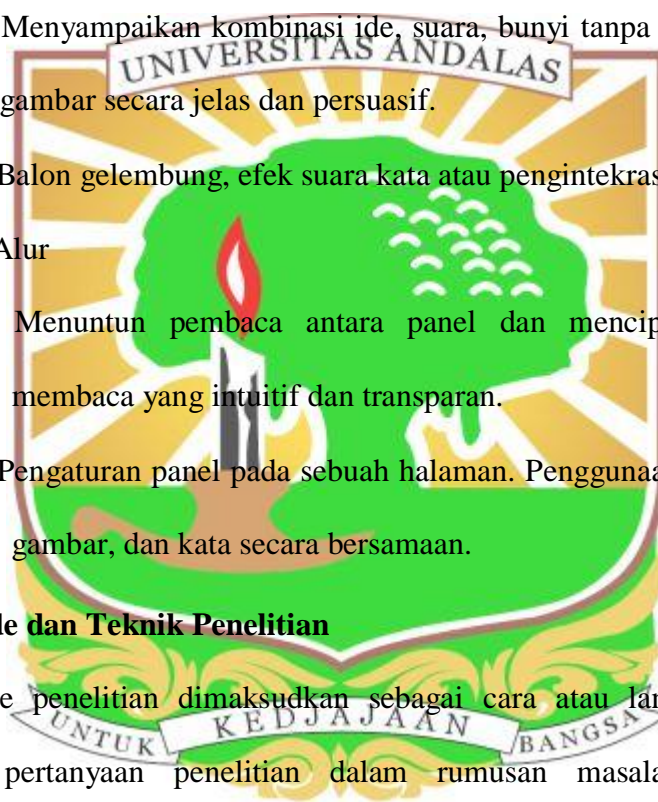 Menyampaikan kombinasi ide, suara, bunyi tanpa
UNIVERSITAS ANDALAS
gambar secara jelas dan persuasif.
Balon gelembung, efek suara kata atau pengintekras
Alur
Menuntun pembaca antara panel dan mencip
membaca yang intuitif dan transparan.
Pengaturan panel pada sebuah halaman. Penggunaa
gambar, dan kata secara bersamaan.
de dan Teknik Penelitian
e penelitian dimaksudkan sebagai cara atau lan
UNTUK KEDJAJAAN BANGSA
pertanyaan penelitian dalam rumusan masala